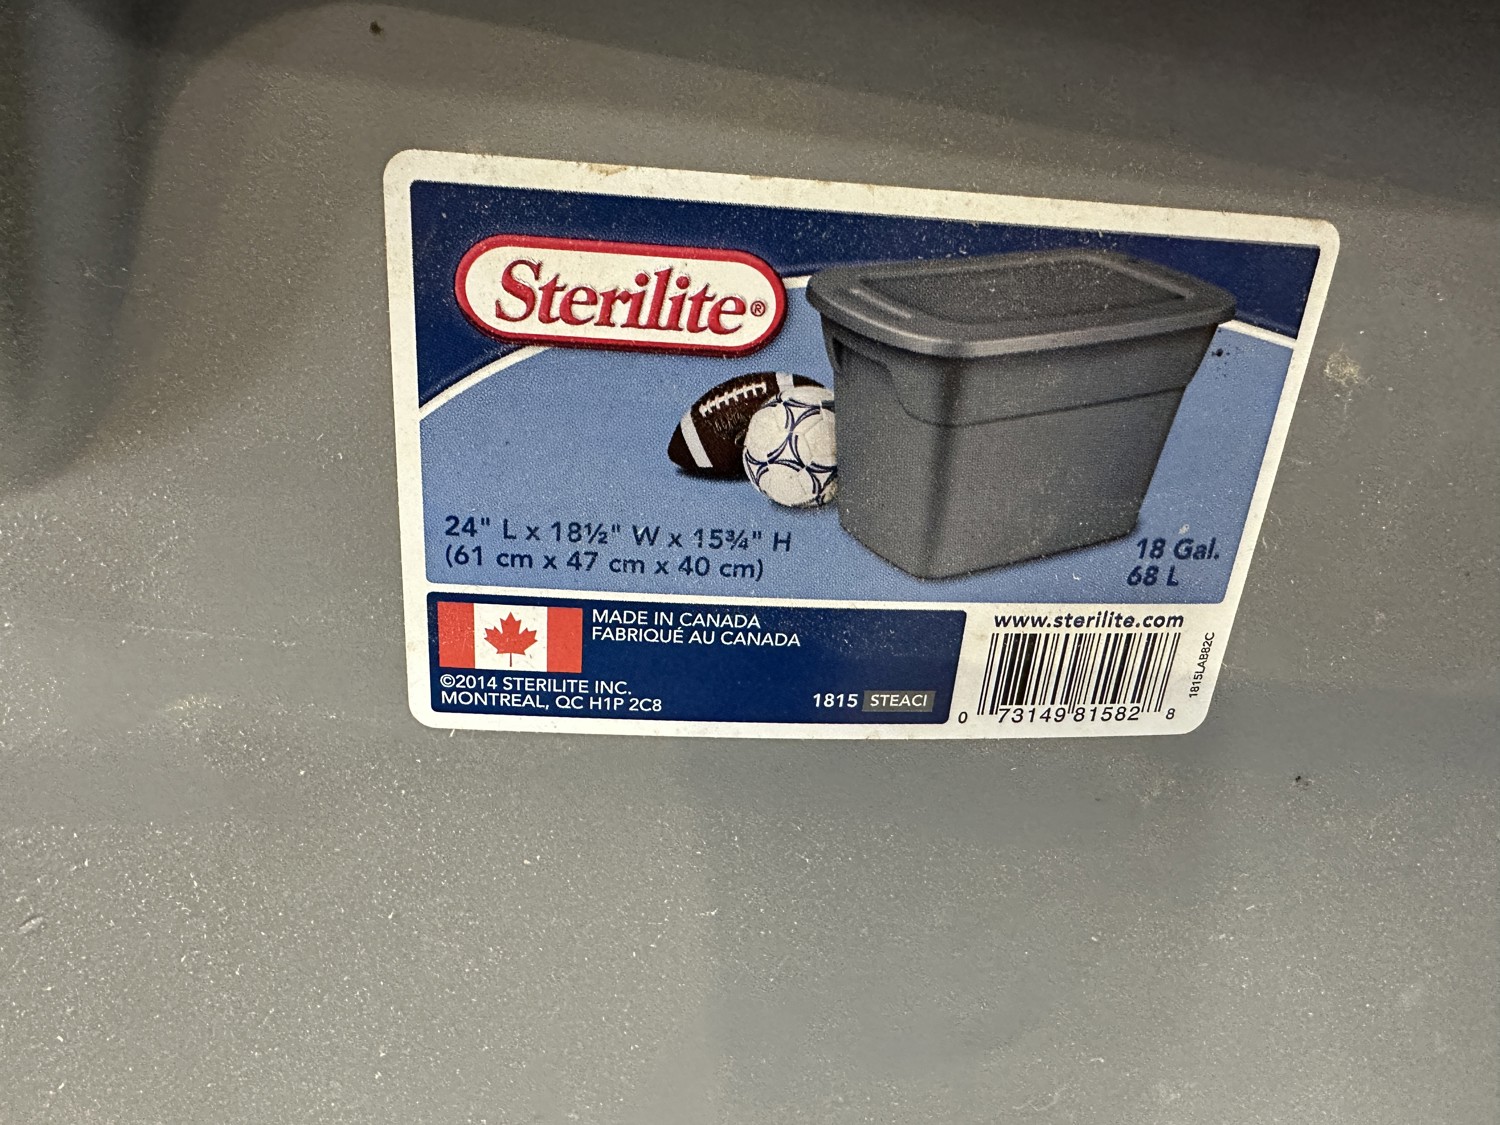 Sterilite®
24" L x 18½" W x 15¾" H
(61 cm x 47 cm x 40 cm)
18 Gal.
68 L
MADE IN CANADA
FABRIQUÉ AU CANADA
©2014 STERILITE INC.
MONTREAL, QC H1P 2C8
1815 STEACI
www.sterilite.com
0 73149 81582 8
1815LAB82C